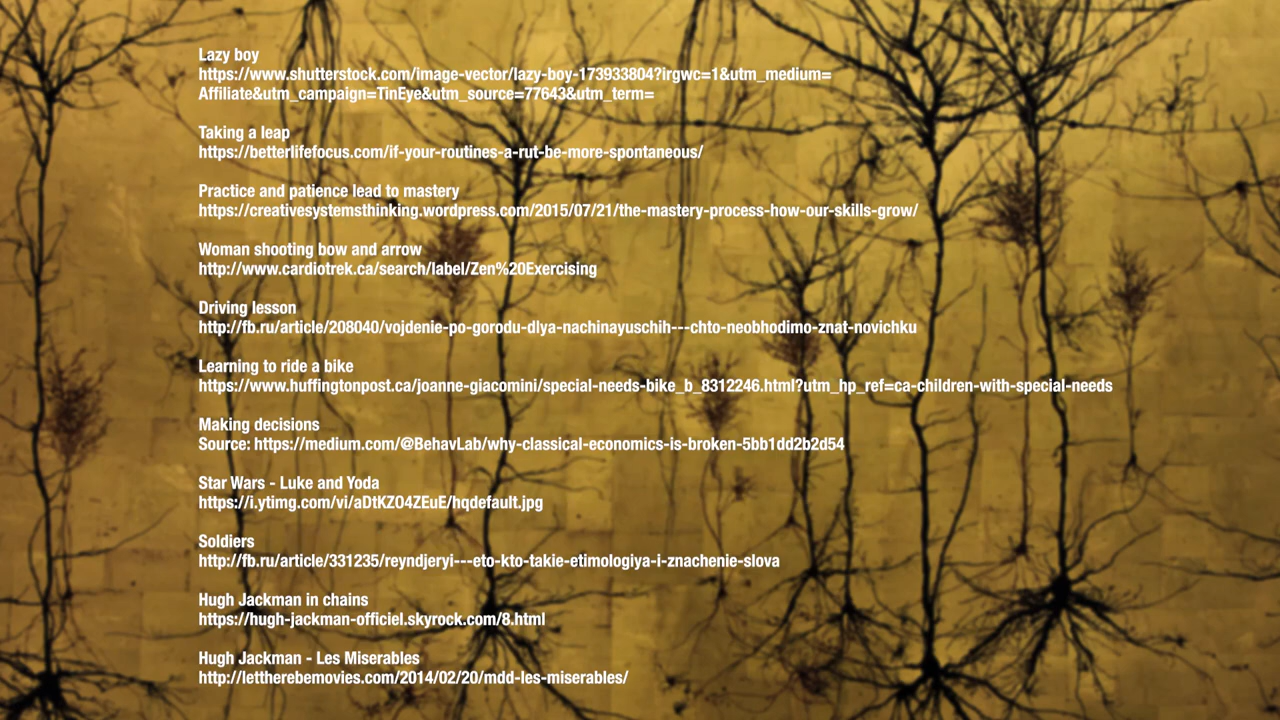 Lazy boy
https://www.shutterstock.com/image-vector/lazy-boy-173933804?irgwc=1&utm_medium=
Affiliate&utm_campaign=TinEye&utm_source=77643&utm_term=
Taking a leap
https://betterlifefocus.com/if-your-routines-a-rut-be-more-spontaneous/
Practice and patience lead to mastery
https://creativesystemsthinking.wordpress.com/2015/07/21/the-mastery-process-how-our-skills-grow/
Woman shooting bow and arrow
http://www.cardiotrek.ca/search/label/Zen%20Exercising
Driving lesson
http://fb.ru/article/208040/vojdenie-po-gorodu-dlya-nachinayuschih---chto-neobhodimo-znat-novichku
Learning to ride a bike
https://www.huffingtonpost.ca/joanne-giacomini/special-needs-bike_b_8312246.html?utm_hp_ref=ca-children-with-special-needs
Making decisions
Source: https://medium.com/@BehavLab/why-classical-economics-is-broken-5bb1dd2b2d54
Star Wars - Luke and Yoda
https://i.ytimg.com/vi/aDtKZO4ZEuE/hqdefault.jpg
Soldiers
http://fb.ru/article/331235/reyndjeryi---eto-kto-takie-etimologiya-i-znachenie-slova
Hugh Jackman in chains
https://hugh-jackman-officiel.skyrock.com/8.html
Hugh Jackman - Les Miserables
http://lettherebemovies.com/2014/02/20/mdd-les-miserables/